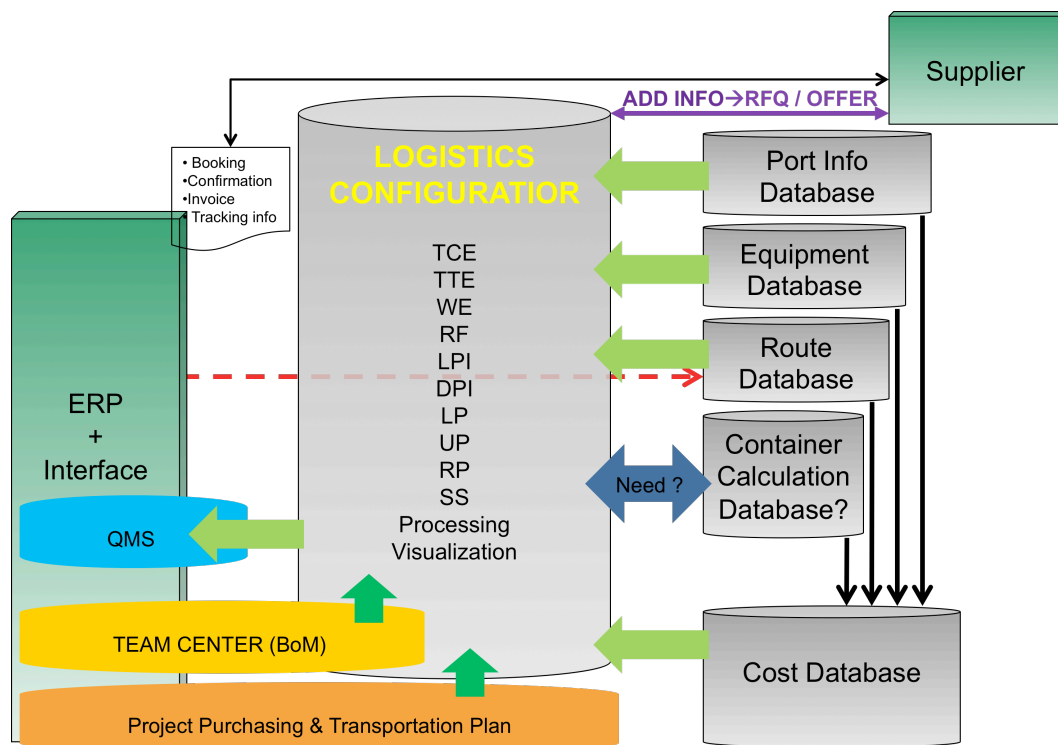 Supplier
ADD INFO→RFQ / OFFER
• Booking
•Confirmation
•Invoice
• Tracking info
LOGISTICS
CONFIGURATIOR
TCE
TTE
WE
RF
LPI
DPI
LP
UP
RP
SS
Processing
Visualization
Port Info
Database
Equipment
Database
Route
Database
Need ?
Container
Calculation
Database?
Cost Database
ERP
+
Interface
QMS
TEAM CENTER (BoM)
Project Purchasing & Transportation Plan